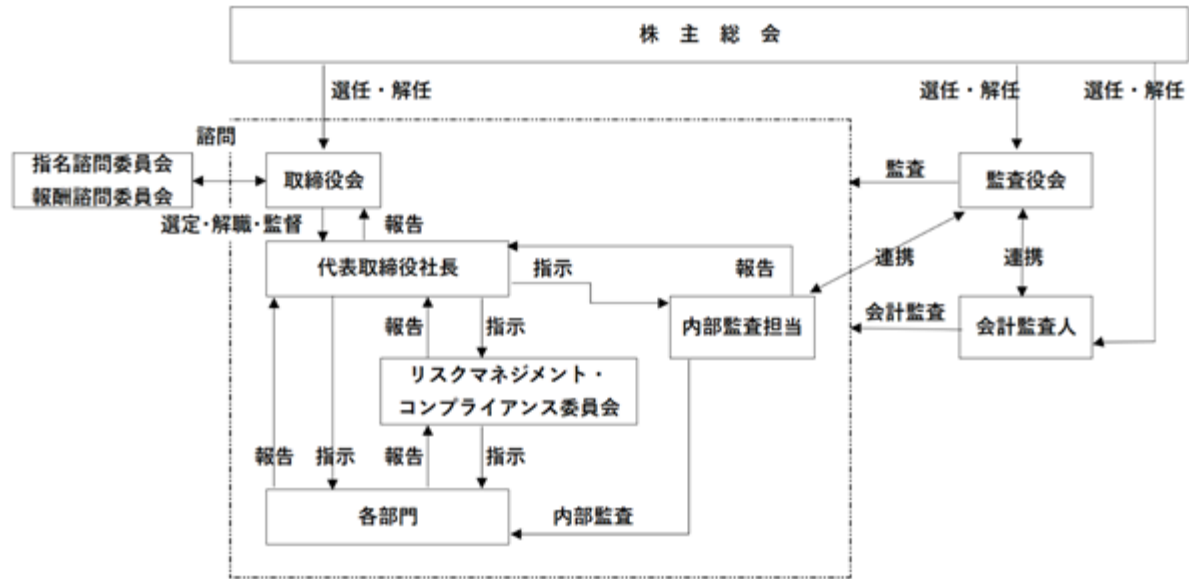 株 主 総 会
選任・解任
選任・解任
選任・解任
諮問
指名諮問委員会
報酬諮問委員会
取締役会
監査
監査役会
選定・解職・監督
報告
代表取締役社長
指示
報告
連携
連携
報告
指示
内部監査担当
会計監査
会計監査人
リスクマネジメント・
コンプライアンス委員会
報告
指示
報告
指示
各部門
内部監査